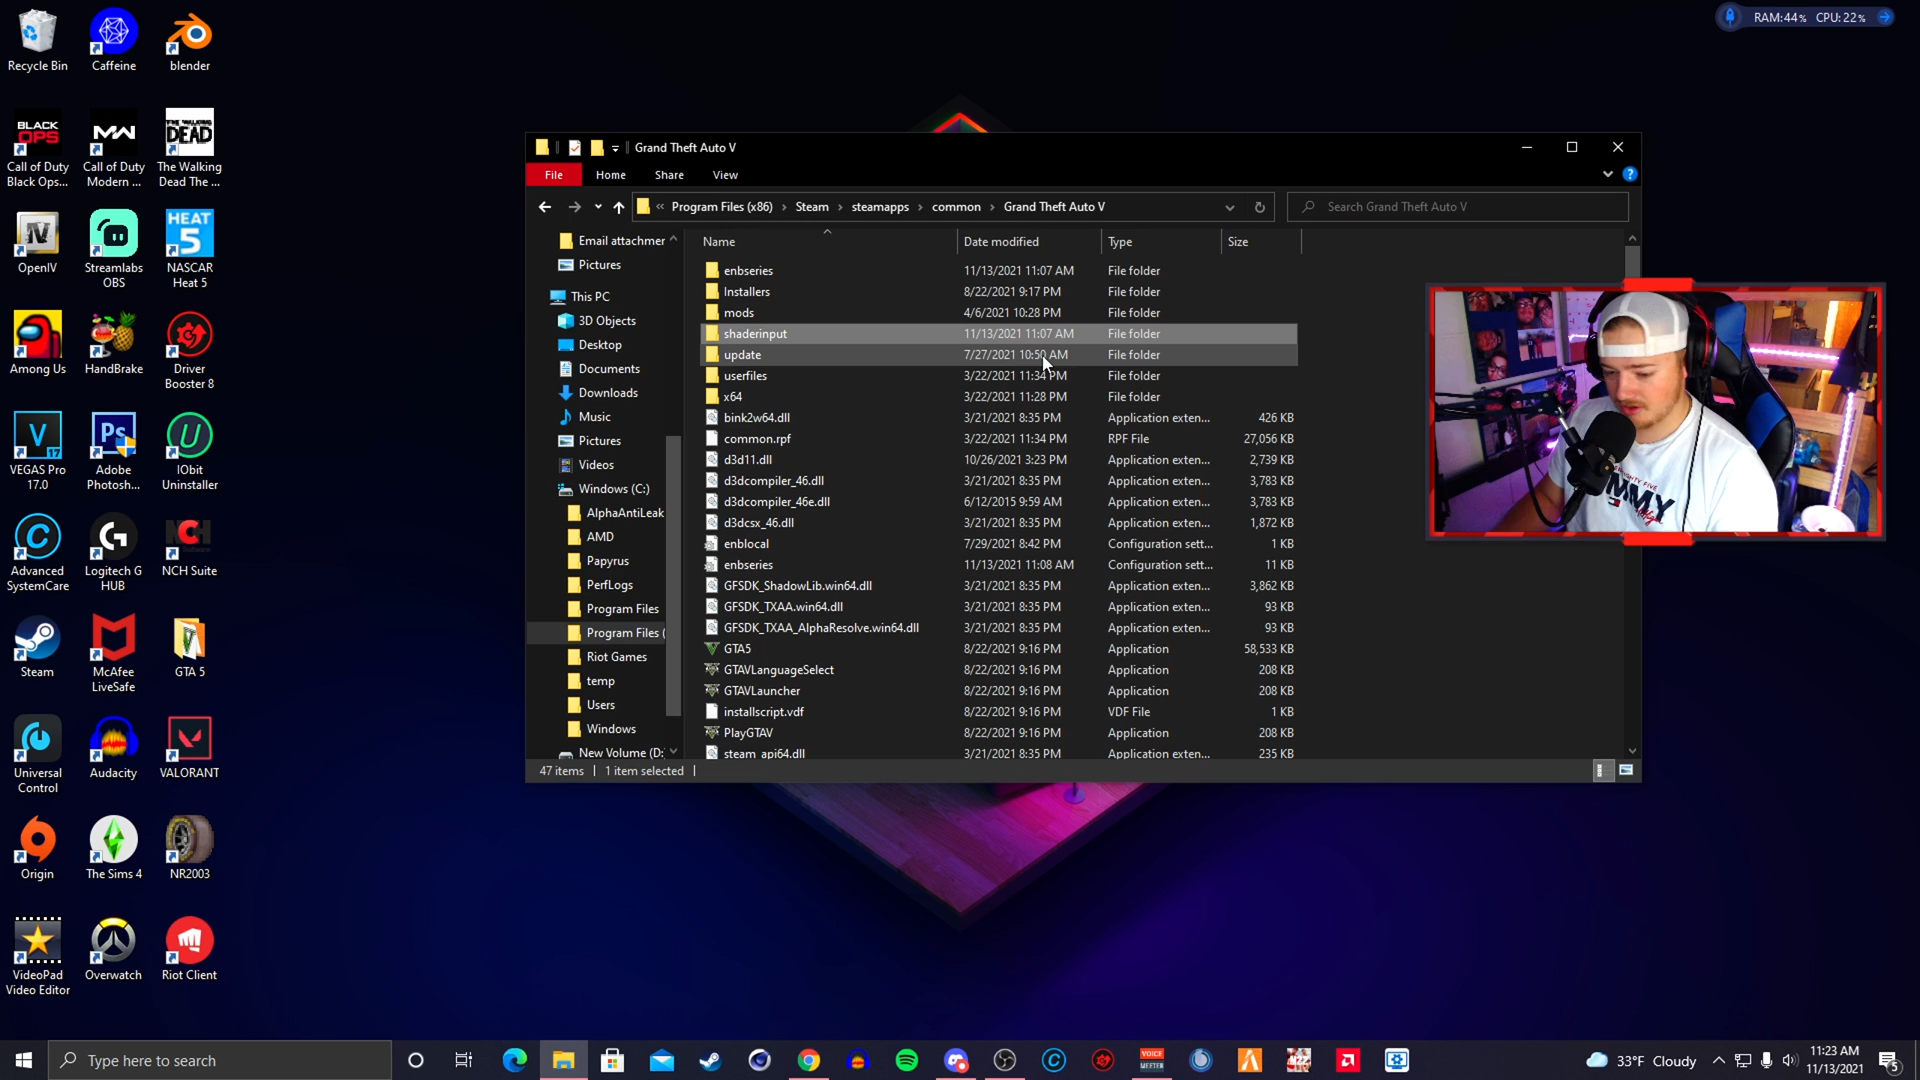 RAM:44% CPU:22%
Recycle Bin
Caffeine
blender
BLACK OPS
MW
THE WALKING DEAD
Call of Duty Black Ops...
Call of Duty Modern ...
The Walking Dead The ...
IV
HEAT 5
OpenIV
Streamlabs OBS
NASCAR Heat 5
Among Us
HandBrake
Driver Booster 8
V 17
Ps
VEGAS Pro 17.0
Adobe Photosh...
IObit Uninstaller
NCH
Advanced SystemCare
Logitech G HUB
NCH Suite
Steam
McAfee LiveSafe
GTA 5
Universal Control
Audacity
VALORANT
Origin
The Sims 4
NR2003
VideoPad Video Editor
Overwatch
Riot Client
Grand Theft Auto V
File Home Share View
« Program Files (x86) › Steam › steamapps › common › Grand Theft Auto V
Search Grand Theft Auto V
Email attachmer
Pictures
This PC
3D Objects
Desktop
Documents
Downloads
Music
Pictures
Videos
Windows (C:)
AlphaAntiLeak
AMD
Papyrus
PerfLogs
Program Files
Program Files (
Riot Games
temp
Users
Windows
New Volume (D:
Name Date modified Type Size
enbseries 11/13/2021 11:07 AM File folder
Installers 8/22/2021 9:17 PM File folder
mods 4/6/2021 10:28 PM File folder
shaderinput 11/13/2021 11:07 AM File folder
update 7/27/2021 10:50 AM File folder
userfiles 3/22/2021 11:34 PM File folder
x64 3/22/2021 11:28 PM File folder
bink2w64.dll 3/21/2021 8:35 PM Application exten... 426 KB
common.rpf 3/22/2021 11:34 PM RPF File 27,056 KB
d3d11.dll 10/26/2021 3:23 PM Application exten... 2,739 KB
d3dcompiler_46.dll 3/21/2021 8:35 PM Application exten... 3,783 KB
d3dcompiler_46e.dll 6/12/2015 9:59 AM Application exten... 3,783 KB
d3dcsx_46.dll 3/21/2021 8:35 PM Application exten... 1,872 KB
enblocal 7/29/2021 8:42 PM Configuration sett... 1 KB
enbseries 11/13/2021 11:08 AM Configuration sett... 11 KB
GFSDK_ShadowLib.win64.dll 3/21/2021 8:35 PM Application exten... 3,862 KB
GFSDK_TXAA.win64.dll 3/21/2021 8:35 PM Application exten... 93 KB
GFSDK_TXAA_AlphaResolve.win64.dll 3/21/2021 8:35 PM Application exten... 93 KB
GTA5 8/22/2021 9:16 PM Application 58,533 KB
GTAVLanguageSelect 8/22/2021 9:16 PM Application 208 KB
GTAVLauncher 8/22/2021 9:16 PM Application 208 KB
installscript.vdf 8/22/2021 9:16 PM VDF File 1 KB
PlayGTAV 8/22/2021 9:16 PM Application 208 KB
steam_api64.dll 3/21/2021 8:35 PM Application exten... 235 KB
47 items 1 item selected
Type here to search
VOICE MEETER
33°F Cloudy
11:23 AM
11/13/2021
5